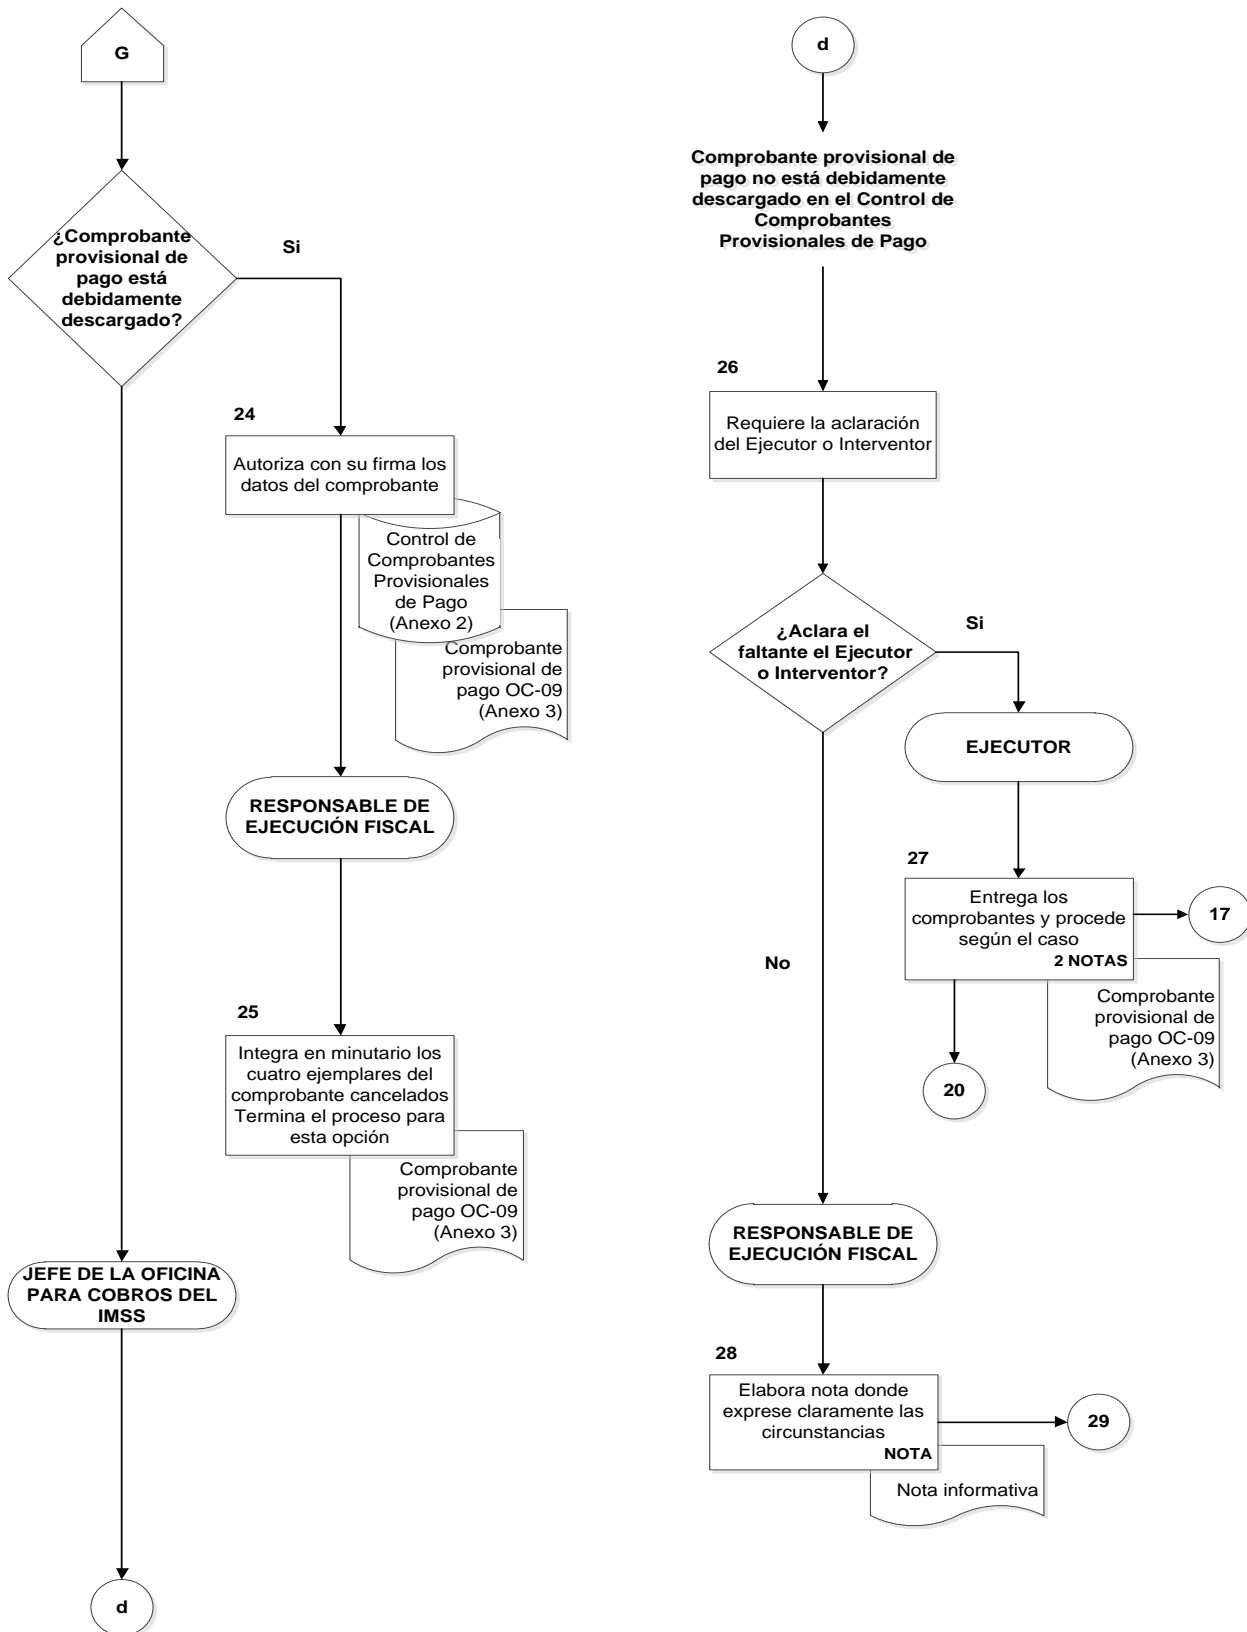 G
¿Comprobante
provisional de
pago está
debidamente
descargado?
Si
24
Autoriza con su firma los
datos del comprobante
Control de
Comprobantes
Provisionales
de Pago
(Anexo 2)
Comprobante
provisional de
pago OC-09
(Anexo 3)
RESPONSABLE DE
EJECUCIÓN FISCAL
25
Integra en minutario los
cuatro ejemplares del
comprobante cancelados
Termina el proceso para
esta opción
Comprobante
provisional de
pago OC-09
(Anexo 3)
JEFE DE LA OFICINA
PARA COBROS DEL
IMSS
d
d
Comprobante provisional de
pago no está debidamente
descargado en el Control de
Comprobantes
Provisionales de Pago
26
Requiere la aclaración
del Ejecutor o Interventor
¿Aclara el
faltante el Ejecutor
o Interventor?
Si
EJECUTOR
27
Entrega los
comprobantes y procede
según el caso
2 NOTAS
17
Comprobante
provisional de
pago OC-09
(Anexo 3)
20
No
RESPONSABLE DE
EJECUCIÓN FISCAL
28
Elabora nota donde
exprese claramente las
circunstancias
NOTA
29
Nota informativa